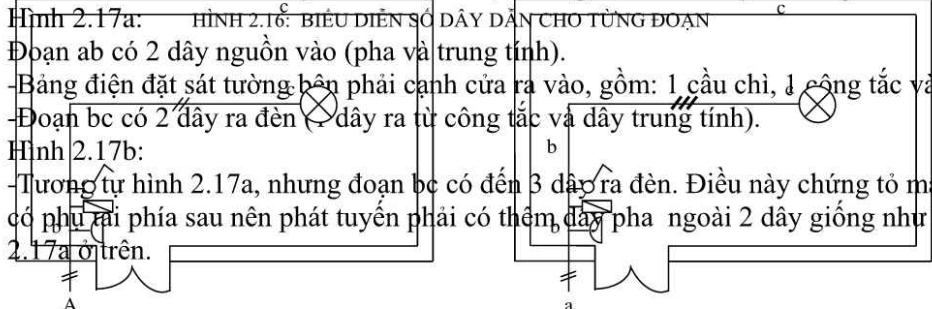 c c
Hình 2.17a: HÌNH 2.16: BIỂU DIỄN SỐ DÂY DẪN CHO TỪNG ĐOẠN
Đoạn ab có 2 dây nguồn vào (pha và trung tính).
-Bảng điện đặt sát tường bên phải cạnh cửa ra vào, gồm: 1 cầu chì, 1 công tắc và
-Đoạn bc có 2 dây ra đèn (1 dây ra từ công tắc và dây trung tính).
Hình 2.17b:
b
-Tương tự hình 2.17a, nhưng đoạn bc có đến 3 dây ra đèn. Điều này chứng tỏ
có phụ tải phía sau nên phát tuyến phải có thêm dây pha ngoài 2 dây giống như
b b
2.17a ở trên.
A a